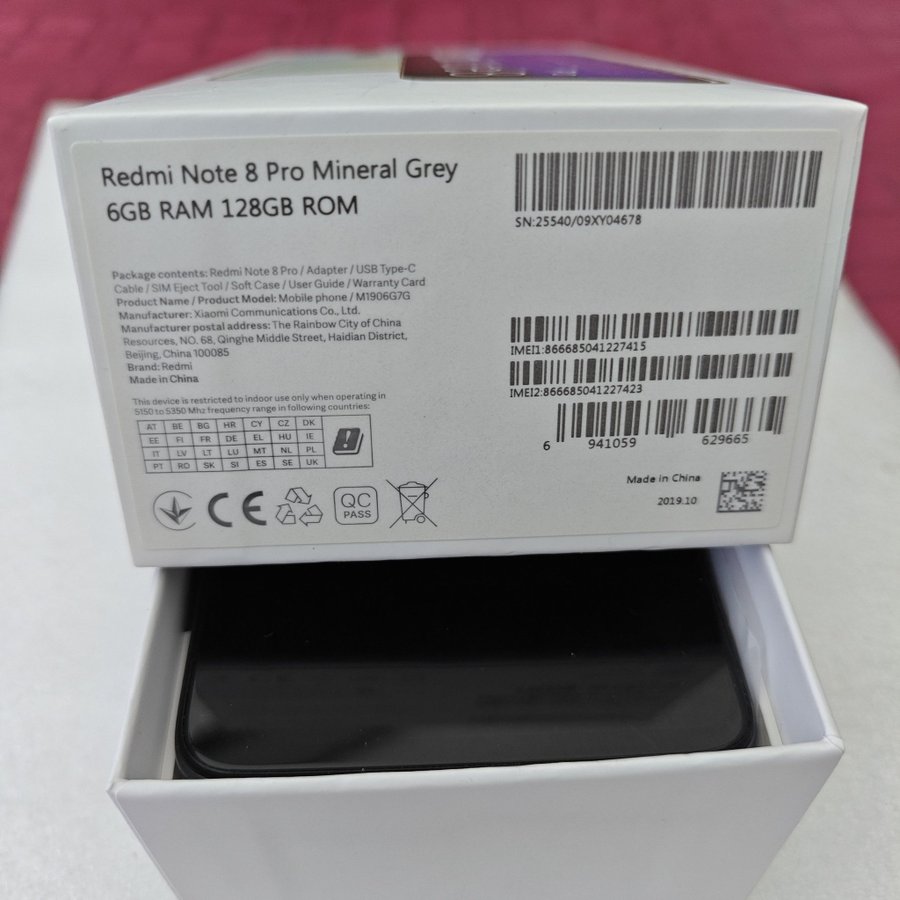 Redmi Note 8 Pro Mineral Grey
6GB RAM 128GB ROM
SN:25540/09XY04678
Package contents: Redmi Note 8 Pro / Adapter / USB Type-C
Cable / SIM Eject Tool / Soft Case / User Guide / Warranty Card
Product Name / Product Model: Mobile phone / M1906G7G
Manufacturer: Xiaomi Communications Co., Ltd.
Manufacturer postal address: The Rainbow City of China
Resources, NO. 68, Qinghe Middle Street, Haidian District,
Beijing, China 100085
Brand: Redmi
Made in China
IMEI1:866685041227415
IMEI2:866685041227423
6 941059 629665
This device is restricted to indoor use only when operating in
5150 to 5350 Mhz frequency range in following countries:
AT BE BG HR CY CZ DK
EE FI FR DE EL HU IE
IT LV LT LU MT NL PL
PT RO SK SI ES SE UK
Made in China
2019.10
CE
QC
PASS